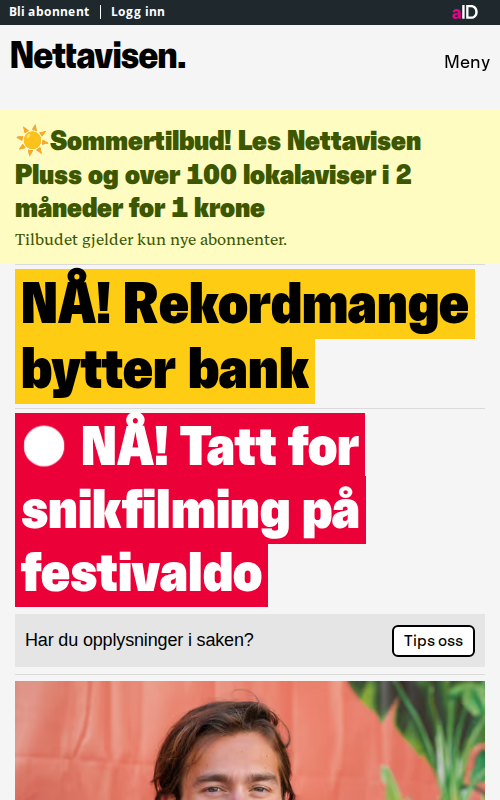 Bli abonnent | Logg inn
aID
Nettavisen.
Meny
☀️Sommertilbud! Les Nettavisen
Pluss og over 100 lokalaviser i 2
måneder for 1 krone
Tilbudet gjelder kun nye abonnenter.
NÅ! Rekordmange
bytter bank
NÅ! Tatt for
snikfilming på
festivaldo
Har du opplysninger i saken?
Tips oss